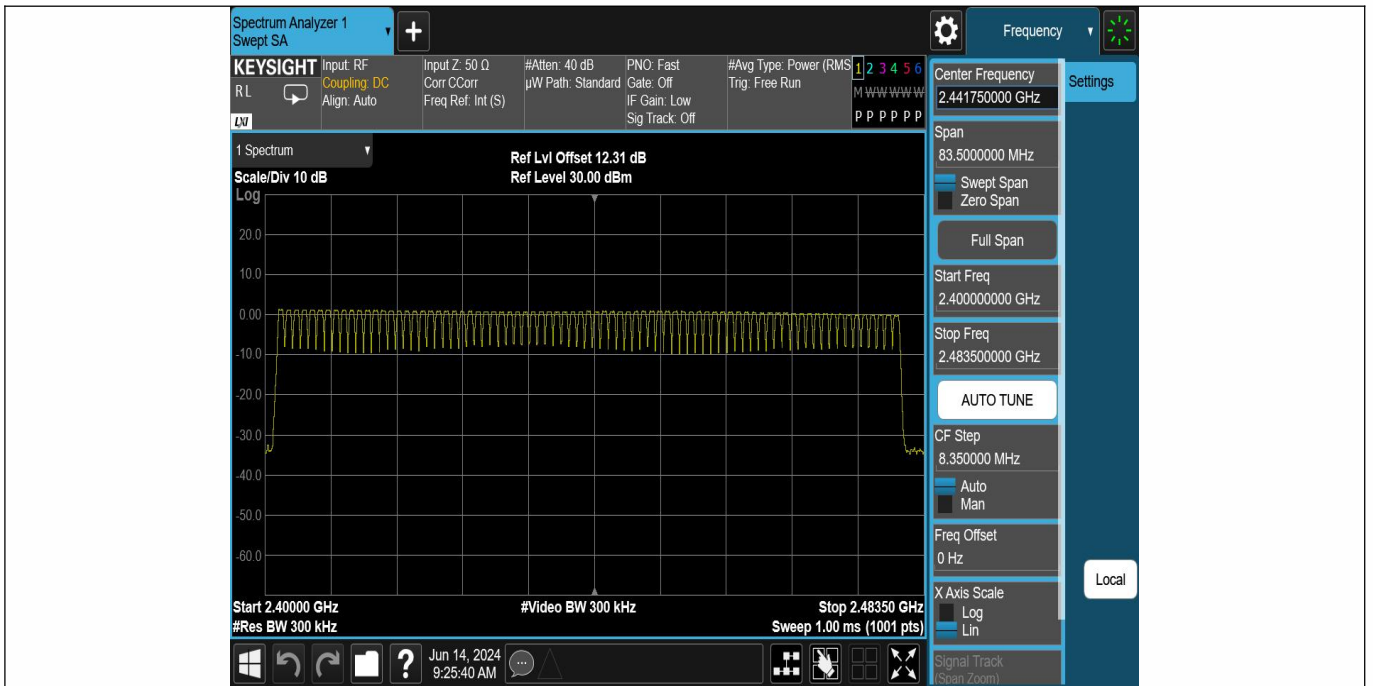 Spectrum Analyzer 1
Swept SA
+
Frequency
KEYSIGHT
RL
LXI
Input: RF
Coupling: DC
Align: Auto
Input Z: 50 Ω
Corr CCorr
Freq Ref: Int (S)
#Atten: 40 dB
µW Path: Standard
PNO: Fast
Gate: Off
IF Gain: Low
Sig Track: Off
#Avg Type: Power (RMS
Trig: Free Run
1 2 3 4 5 6
M W W W W W
P P P P P P
1 Spectrum
Scale/Div 10 dB
Ref Lvl Offset 12.31 dB
Ref Level 30.00 dBm
Log
20.0
10.0
0.00
-10.0
-20.0
-30.0
-40.0
-50.0
-60.0
Start 2.40000 GHz
#Res BW 300 kHz
#Video BW 300 kHz
Stop 2.48350 GHz
Sweep 1.00 ms (1001 pts)
Jun 14, 2024
9:25:40 AM
?
Center Frequency
2.441750000 GHz
Span
83.5000000 MHz
Swept Span
Zero Span
Full Span
Start Freq
2.400000000 GHz
Stop Freq
2.483500000 GHz
AUTO TUNE
CF Step
8.350000 MHz
Auto
Man
Freq Offset
0 Hz
X Axis Scale
Log
Lin
Signal Track
(Span Zoom)
Settings
Local